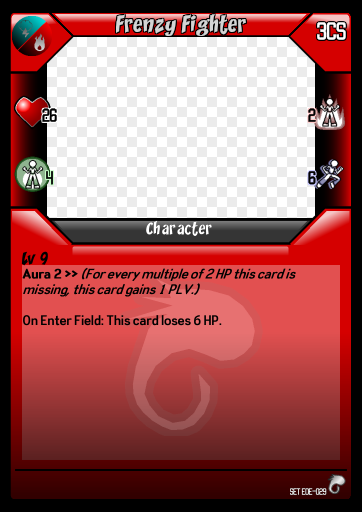 Frenzy Fighter
3CS
26
2
4
6
Character
Lv 9
Aura 2 >> (For every multiple of 2 HP this card is
missing, this card gains 1 PLV.)
On Enter Field: This card loses 6 HP.
SET EOE-029